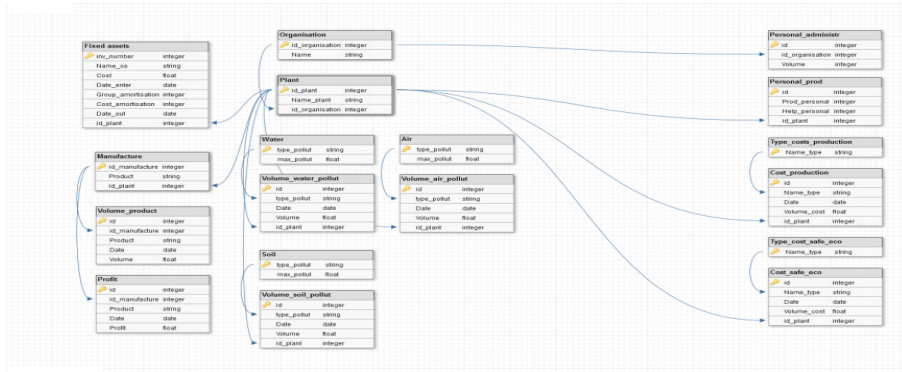 Fixed assets
inv_number integer
Name_os string
Cost float
Date_enter date
Group_amortisation integer
Cost_amortisation integer
Date_out date
id_plant integer
Manufacture
id_manufacture integer
Product string
id_plant integer
Volume_product
id integer
id_manufacture integer
Product string
Date date
Volume float
Profit
id integer
id_manufacture integer
Product string
Date date
Profit float
Organisation
id_organisation integer
Name string
Plant
id_plant integer
Name_plant string
id_organisation integer
Water
type_pollut string
max_pollut float
Volume_water_pollut
id integer
type_pollut string
Date date
Volume float
id_plant integer
Soil
type_pollut string
max_pollut float
Volume_soil_pollut
id integer
type_pollut string
Date date
Volume float
id_plant integer
Air
type_pollut string
max_pollut float
Volume_air_pollut
id integer
type_pollut string
Date date
Volume float
id_plant integer
Personal_administr
id integer
id_organisation integer
Volume integer
Personal_prod
id integer
Prod_personal integer
Help_personal integer
id_plant integer
Type_costs_production
Name_type string
Cost_production
id integer
Name_type string
Date date
Volume_cost float
id_plant integer
Type_cost_safe_eco
Name_type string
Cost_safe_eco
id integer
Name_type string
Date date
Volume_cost float
id_plant integer